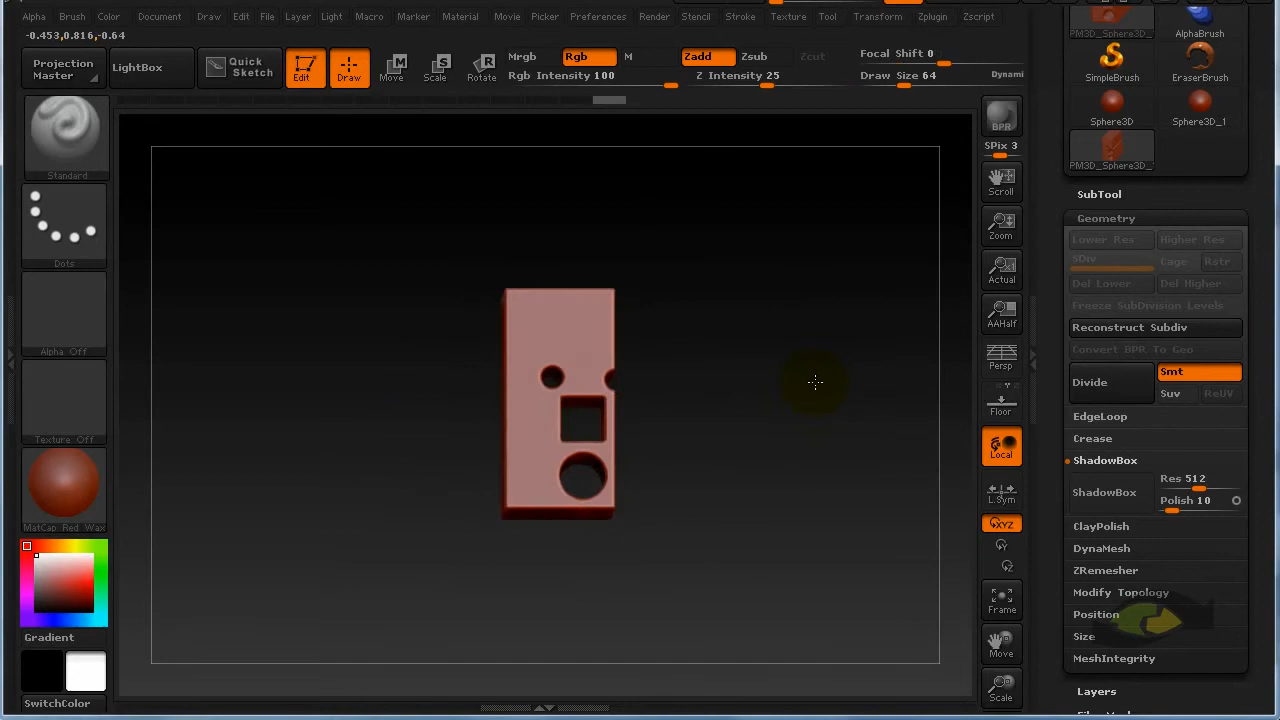 Alpha Brush Color Document Draw Edit File Layer Light Macro Marker Material Movie Picker Preferences Render Stencil Stroke Texture Tool Transform Zplugin Zscript
-0.453,0.816,-0.64
Projection Master
LightBox
Quick Sketch
Edit
Draw
Move
Scale
Rotate
Mrgb
Rgb
M
Rgb Intensity 100
Zadd
Zsub
Zcut
Z Intensity 25
Focal Shift 0
Draw Size 64
Dynami
Standard
Dots
Alpha Off
Texture Off
MatCap Red Wax
Gradient
SwitchColor
BPR
SPix 3
Scroll
Zoom
Actual
AAHalf
Persp
Floor
Local
L.Sym
XYZ
Frame
Move
Scale
PM3D_Sphere3D_
AlphaBrush
SimpleBrush
EraserBrush
Sphere3D
Sphere3D_1
PM3D_Sphere3D_
SubTool
Geometry
Lower Res
Higher Res
SDiv
Cage
Rstr
Del Lower
Del Higher
Freeze SubDivision Levels
Reconstruct Subdiv
Convert BPR To Geo
Divide
Smt
Suv
ReUV
EdgeLoop
Crease
ShadowBox
ShadowBox
Res 512
Polish 10
ClayPolish
DynaMesh
ZRemesher
Modify Topology
Position
Size
MeshIntegrity
Layers